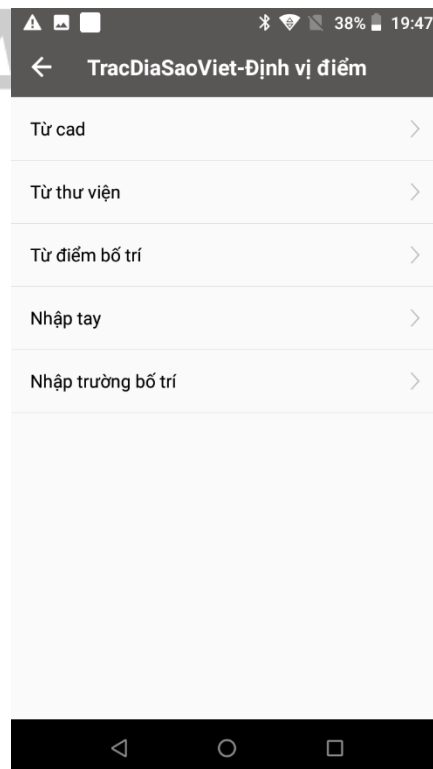 38% 19:47
TracDiaSaoViet-Định vị điểm
Từ cad
Từ thư viện
Từ điểm bố trí
Nhập tay
Nhập trường bố trí